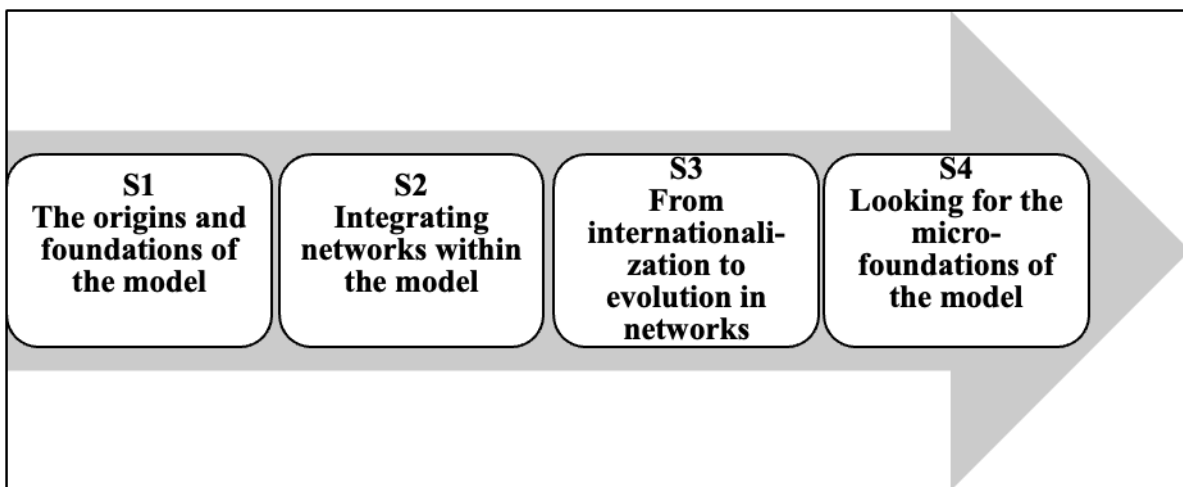 S1
The origins and
foundations of
the model
S2
Integrating
networks within
the model
S3
From
internationali-
zation to
evolution in
networks
S4
Looking for the
micro-
foundations of
the model